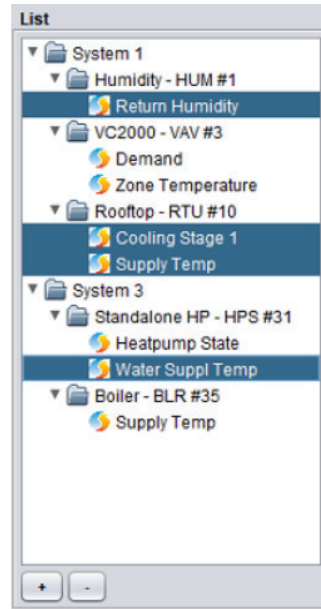 List
System 1
Humidity - HUM #1
Return Humidity
VC2000 - VAV #3
Demand
Zone Temperature
Rooftop - RTU #10
Cooling Stage 1
Supply Temp
System 3
Standalone HP - HPS #31
Heatpump State
Water Suppl Temp
Boiler - BLR #35
Supply Temp
+ -